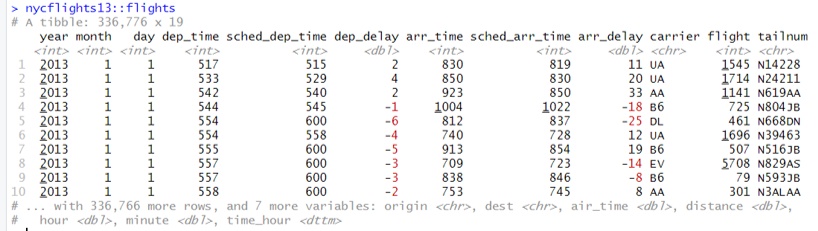 > nycflights13::flights
# A tibble: 336,776 x 19
year month day dep_time sched_dep_time dep_delay arr_time sched_arr_time arr_delay carrier flight tailnum
<int> <int> <int> <int> <int> <dbl> <int> <int> <dbl> <chr> <int> <chr>
1 2013 1 1 517 515 2 830 819 11 UA 1545 N14228
2 2013 1 1 533 529 4 850 830 20 UA 1714 N24211
3 2013 1 1 542 540 2 923 850 33 AA 1141 N619AA
4 2013 1 1 544 545 -1 1004 1022 -18 B6 725 N804JB
5 2013 1 1 554 600 -6 812 837 -25 DL 461 N668DN
6 2013 1 1 554 558 -4 740 728 12 UA 1696 N39463
7 2013 1 1 555 600 -5 913 854 19 B6 507 N516JB
8 2013 1 1 557 600 -3 709 723 -14 EV 5708 N829AS
9 2013 1 1 557 600 -3 838 846 -8 B6 79 N593JB
10 2013 1 1 558 600 -2 753 745 8 AA 301 N3ALAA
# ... with 336,766 more rows, and 7 more variables: origin <chr>, dest <chr>, air_time <dbl>, distance <dbl>,
# hour <dbl>, minute <dbl>, time_hour <dttm>